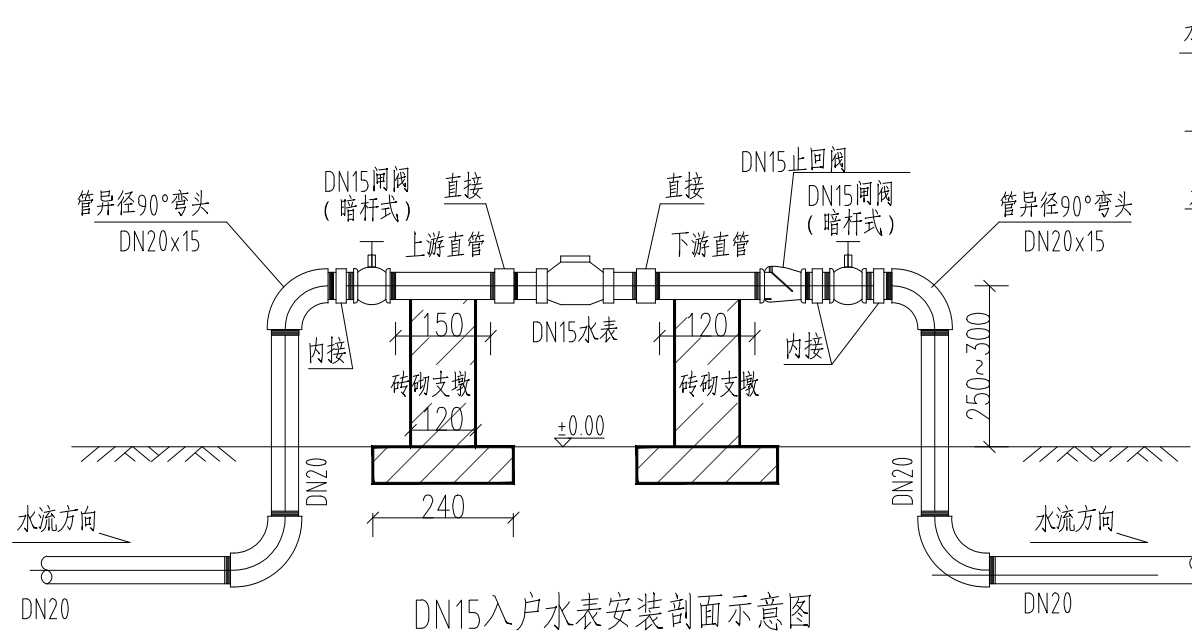 DN15止回阀
DN15闸阀
（暗杆式）
直接
直接
DN15闸阀
（暗杆式）
管异径90°弯头
DN20x15
管异径90°弯头
DN20x15
上游直管
下游直管
150
DN15水表
120
内接
内接
250~300
砖砌支墩
砖砌支墩
120
±0.00
DN20
DN20
240
水流方向
水流方向
DN20
DN20
DN15入户水表安装剖面示意图